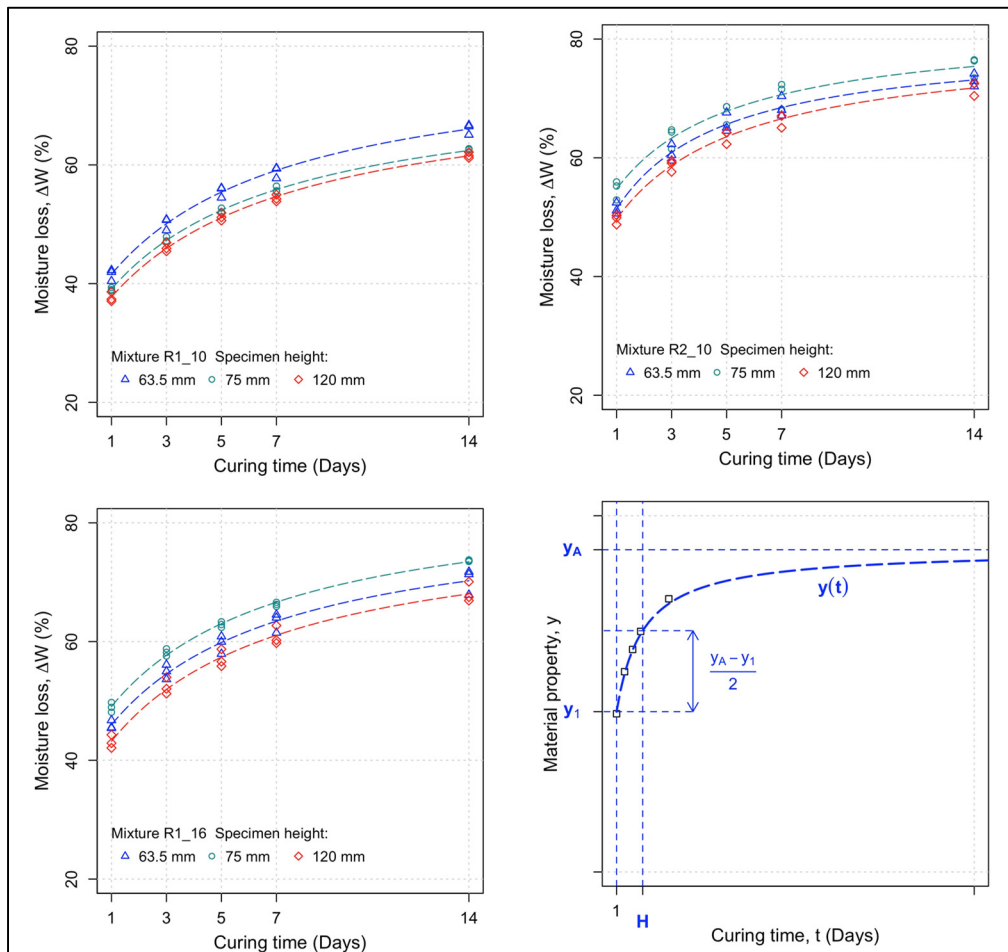 80
60
40
20
Moisture loss, ΔW (%)
Mixture R1_10 Specimen height:
63.5 mm 75 mm 120 mm
1 3 5 7 14
Curing time (Days)
80
60
40
20
Moisture loss, ΔW (%)
Mixture R2_10 Specimen height:
63.5 mm 75 mm 120 mm
1 3 5 7 14
Curing time (Days)
80
60
40
20
Moisture loss, ΔW (%)
Mixture R1_16 Specimen height:
63.5 mm 75 mm 120 mm
1 3 5 7 14
Curing time (Days)
yA
y(t)
yA – y1
2
y1
Material property, y
1
H
Curing time, t (Days)